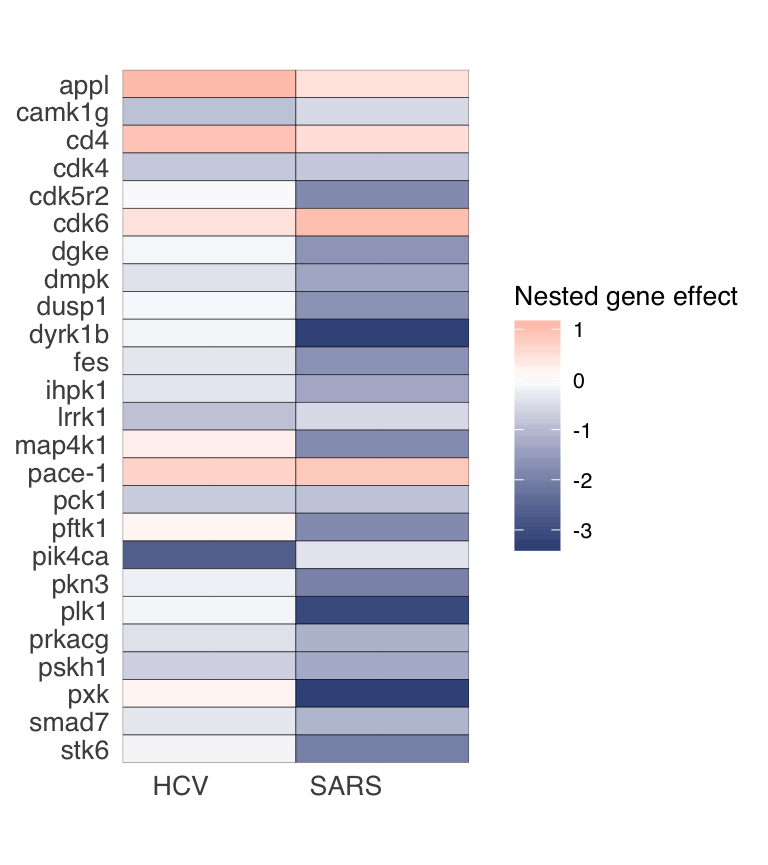 appl
camk1g
cd4
cdk4
cdk5r2
cdk6
dgke
dmpk
dusp1
dyrk1b
fes
ihpk1
lrrk1
map4k1
pace-1
pck1
pftk1
pik4ca
pkn3
plk1
prkacg
pskh1
pxk
smad7
stk6
HCV SARS
Nested gene effect
1
0
-1
-2
-3